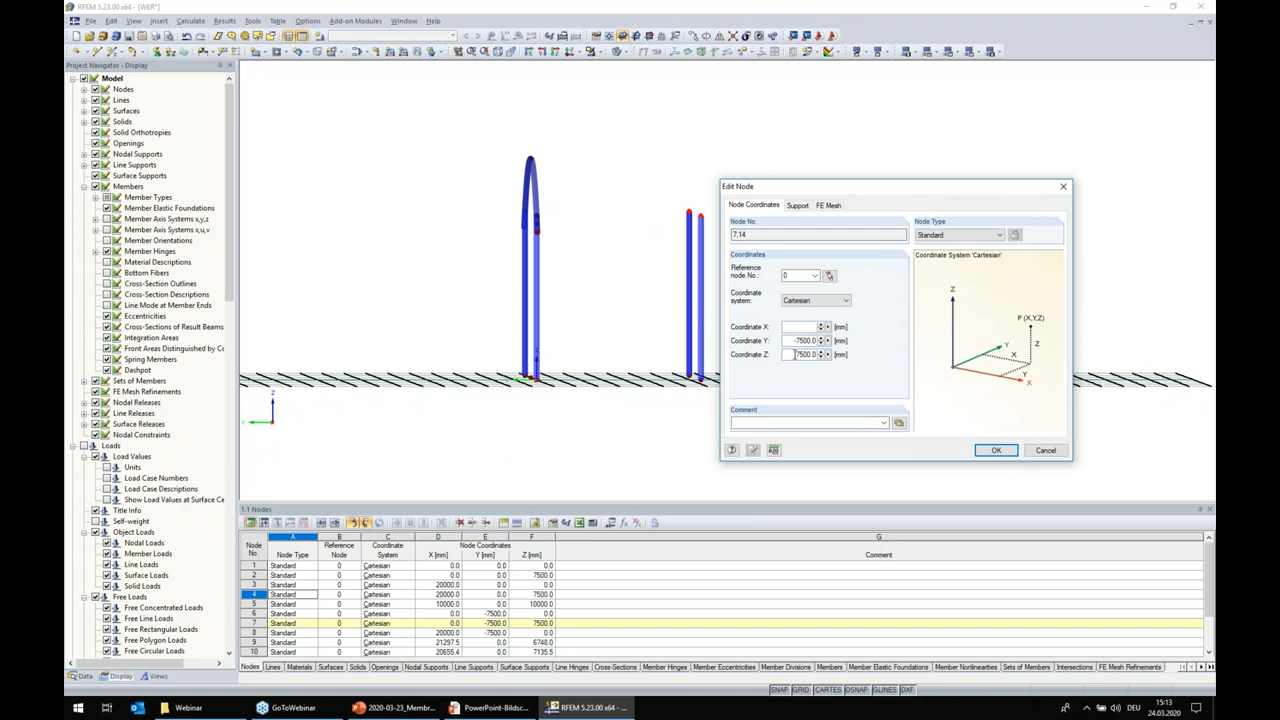 RFEM 5.23.00 x64 - [WER*]
File Edit View Insert Calculate Results Tools Table Options Add-on Modules Window Help
Project Navigator - Display
Model
Nodes
Lines
Surfaces
Solids
Solid Orthotropies
Openings
Nodal Supports
Line Supports
Surface Supports
Members
Member Types
Member Elastic Foundations
Member Axis Systems x,y,z
Member Axis Systems x,u,v
Member Orientations
Member Hinges
Material Descriptions
Bottom Fibers
Cross-Section Outlines
Cross-Section Descriptions
Line Mode at Member Ends
Eccentricities
Cross-Sections of Result Beams
Integration Areas
Front Areas Distinguished by C
Spring Members
Dashpot
Sets of Members
FE Mesh Refinements
Nodal Releases
Line Releases
Surface Releases
Nodal Constraints
Loads
Load Values
Units
Load Case Numbers
Load Case Descriptions
Show Load Values at Surface Ce
Title Info
Self-weight
Object Loads
Nodal Loads
Member Loads
Line Loads
Surface Loads
Solid Loads
Free Loads
Free Concentrated Loads
Free Line Loads
Free Rectangular Loads
Free Polygon Loads
Free Circular Loads
Data Display Views
Z
Y
Z
Edit Node
Node Coordinates Support FE Mesh
Node No.
7,14
Node Type
Standard
Coordinates
Reference node No.: 0
Coordinate system: Cartesian
Coordinate X: [mm]
Coordinate Y: -7500.0 [mm]
Coordinate Z: 7500.0 [mm]
Coordinate System 'Cartesian'
Z
P (X,Y,Z)
Y
Z
X
Y
X
Comment
OK Cancel
1.1 Nodes
A B C D E F G
Node Reference Coordinate Node Coordinates
No. Node Type Node System X [mm] Y [mm] Z [mm] Comment
1 Standard 0 Cartesian 0.0 0.0 0.0
2 Standard 0 Cartesian 0.0 0.0 7500.0
3 Standard 0 Cartesian 20000.0 0.0 0.0
4 Standard 0 Cartesian 20000.0 0.0 7500.0
5 Standard 0 Cartesian 10000.0 0.0 10000.0
6 Standard 0 Cartesian 0.0 -7500.0 0.0
7 Standard 0 Cartesian 0.0 -7500.0 7500.0
8 Standard 0 Cartesian 20000.0 -7500.0 0.0
9 Standard 0 Cartesian 21297.5 0.0 6748.0
10 Standard 0 Cartesian 20655.4 0.0 7135.5
Nodes Lines Materials Surfaces Solids Openings Nodal Supports Line Supports Surface Supports Line Hinges Cross-Sections Member Hinges Member Eccentricities Member Divisions Members Member Elastic Foundations Member Nonlinearities Sets of Members Intersections FE Mesh Refinements
SNAP GRID CARTES OSNAP GLINES DXF
Webinar GoToWebinar 2020-03-23_Membr... PowerPoint-Bildsc... RFEM 5.23.00 x64 - ...
DEU
15:13
24.03.2020